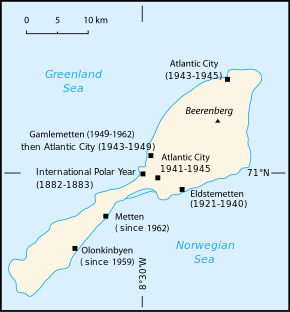 0 5 10 km
Atlantic City
(1943-1945)
Greenland
Sea
Beerenberg
Gamlemetten (1949-1962)
then Atlantic City (1943-1949)
Atlantic City
1941-1945
International Polar Year
(1882-1883)
71°N
Eldstemetten
(1921-1940)
Metten
( since 1962)
Norwegian
Sea
Olonkinbyen
( since 1959)
8°30'W